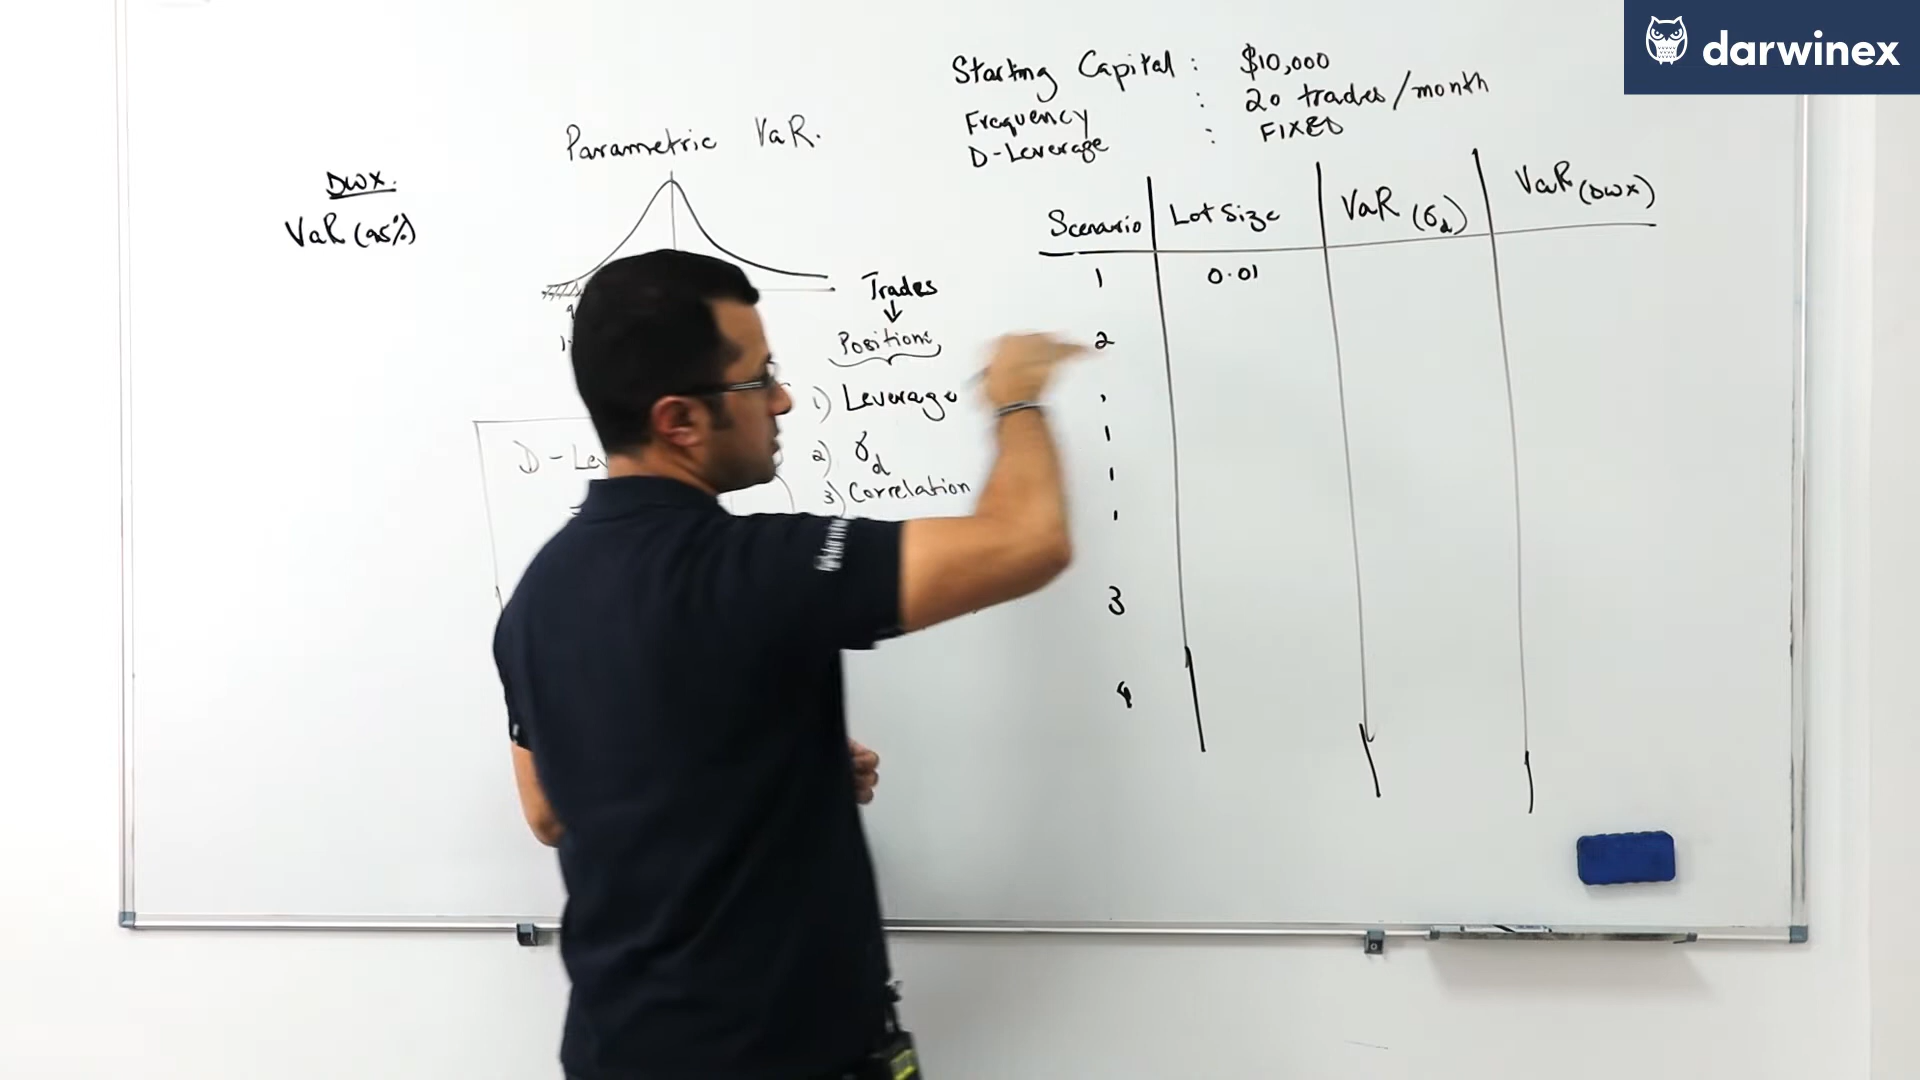 darwinex
Starting Capital : $10,000
Frequency : 20 trades/month
D-Leverage : FIXED
Parametric VaR.
DWX.
VaR (95%)
Scenario Lot Size VaR (σd) VaR (DWX)
1 0.01
2
3
4
Trades
Positions
1) Leverage
2) σd
3) Correlation
D - Lev